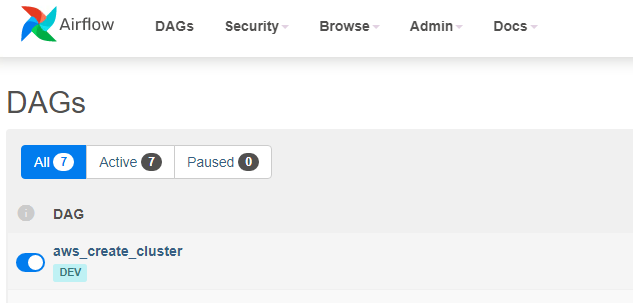 Airflow DAGs Security Browse Admin Docs
DAGs
All 7 Active 7 Paused 0
i DAG
aws_create_cluster
DEV